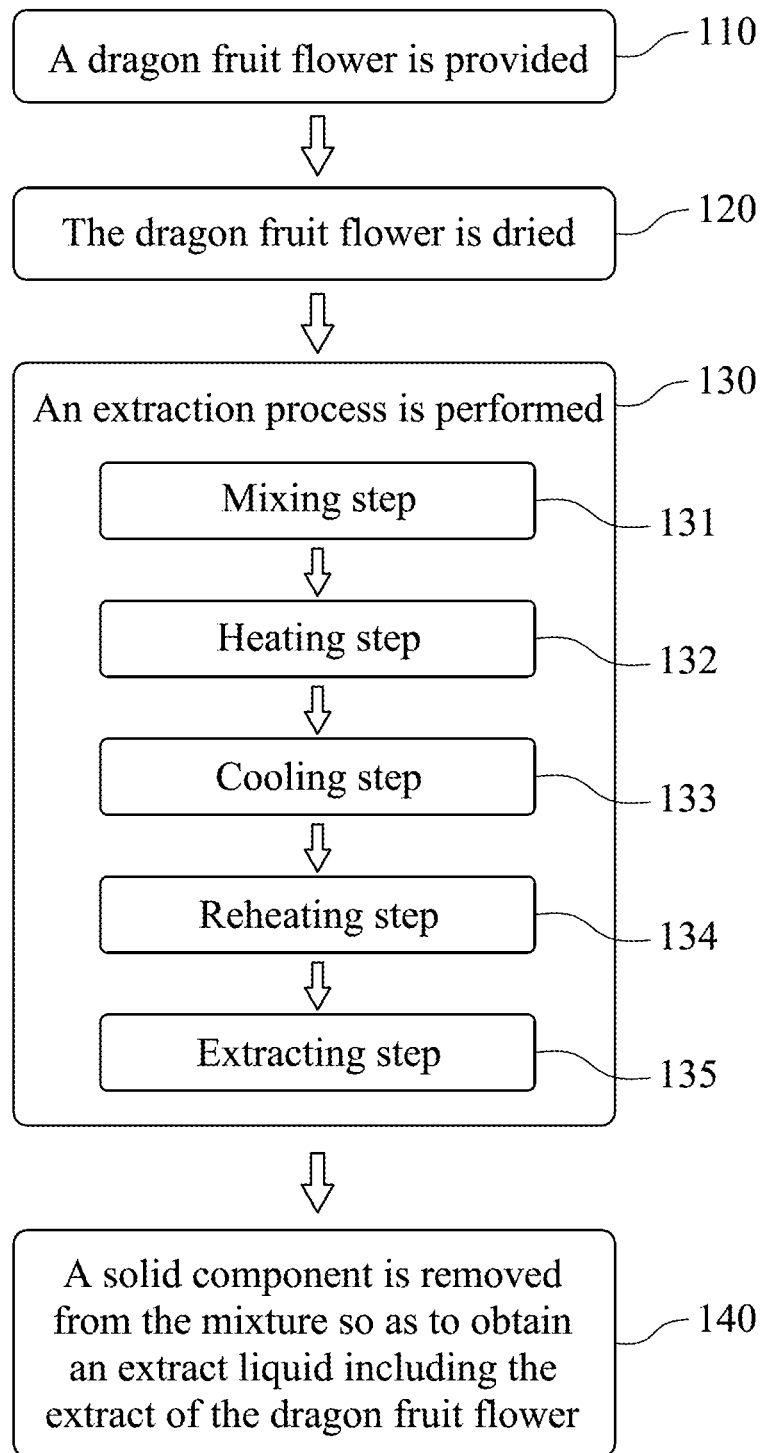 A dragon fruit flower is provided
110
The dragon fruit flower is dried
120
An extraction process is performed
130
Mixing step
131
Heating step
132
Cooling step
133
Reheating step
134
Extracting step
135
A solid component is removed
from the mixture so as to obtain
an extract liquid including the
extract of the dragon fruit flower
140